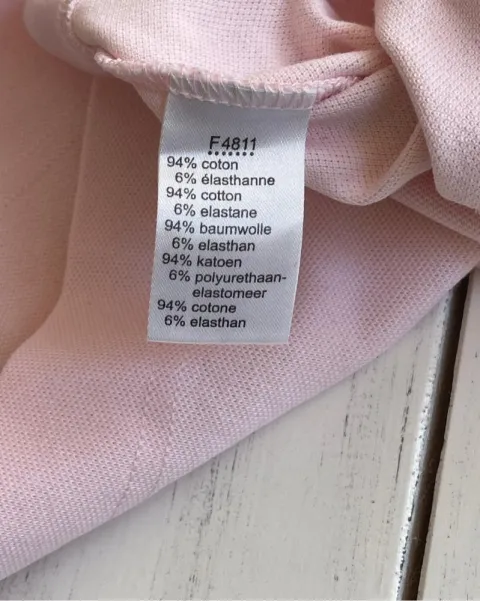 F4811
94% coton
6% élasthanne
94% cotton
6% elastane
94% baumwolle
6% elasthan
94% katoen
6% polyurethaan-
elastomeer
94% cotone
6% elasthan